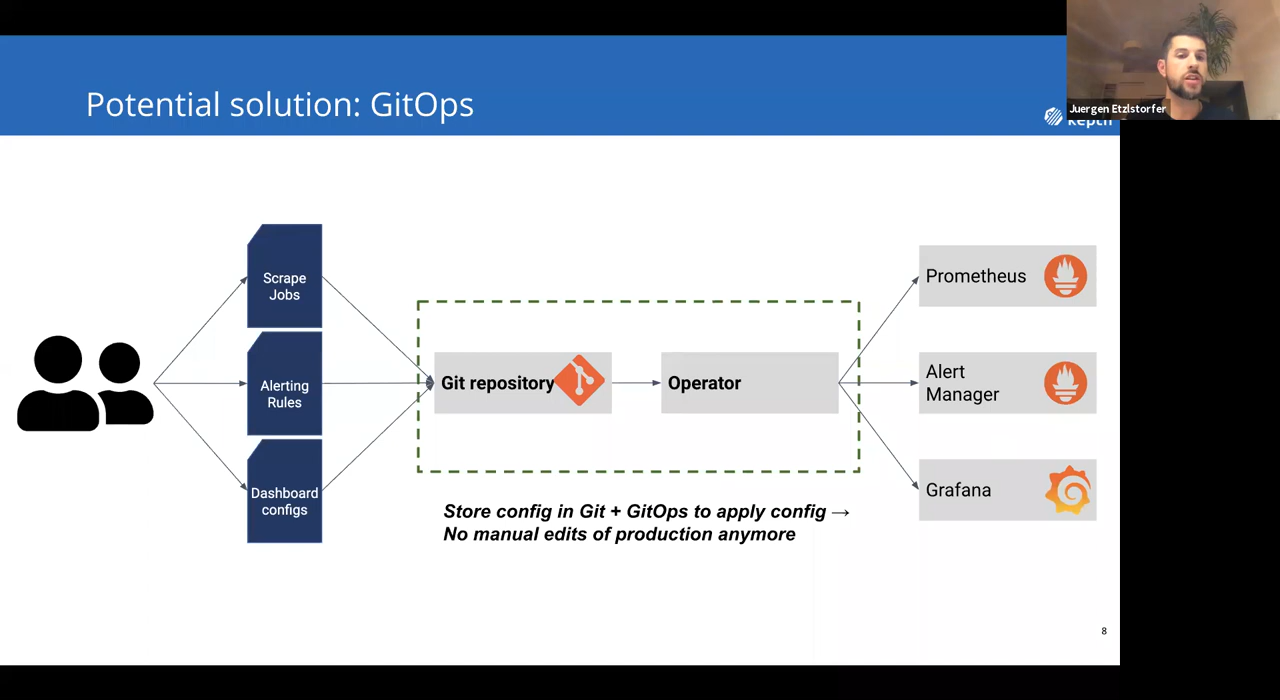 Potential solution: GitOps
Juergen Etzlstorfer
keptn
Scrape
Jobs
Alerting
Rules
Dashboard
configs
Git repository
Operator
Prometheus
Alert
Manager
Grafana
Store config in Git + GitOps to apply config →
No manual edits of production anymore
8